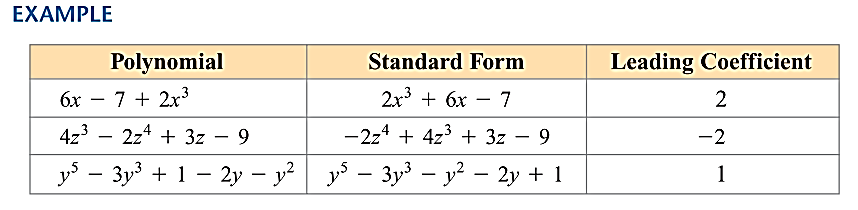 EXAMPLE
Polynomial Standard Form Leading Coefficient
6x − 7 + 2x³ 2x³ + 6x − 7 2
4z³ − 2z⁴ + 3z − 9 −2z⁴ + 4z³ + 3z − 9 −2
y⁵ − 3y³ + 1 − 2y − y² y⁵ − 3y³ − y² − 2y + 1 1